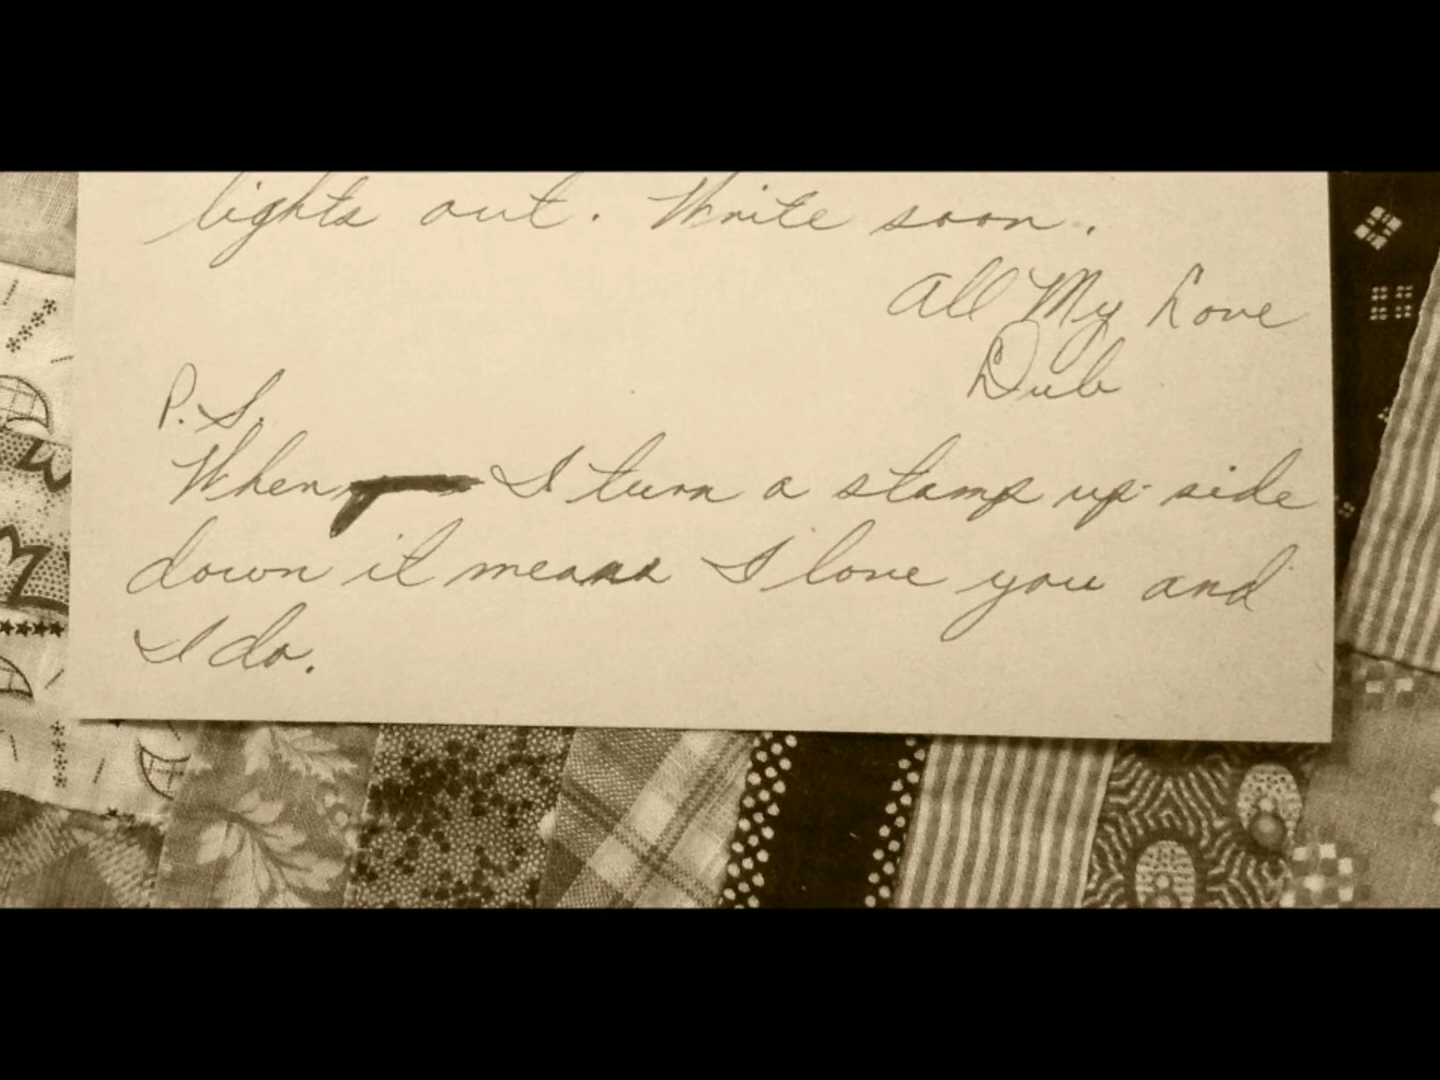 lights out. Write soon.
All My Love
Dub
P.S.
When I turn a stamp up side
down it means I love you and
I do.